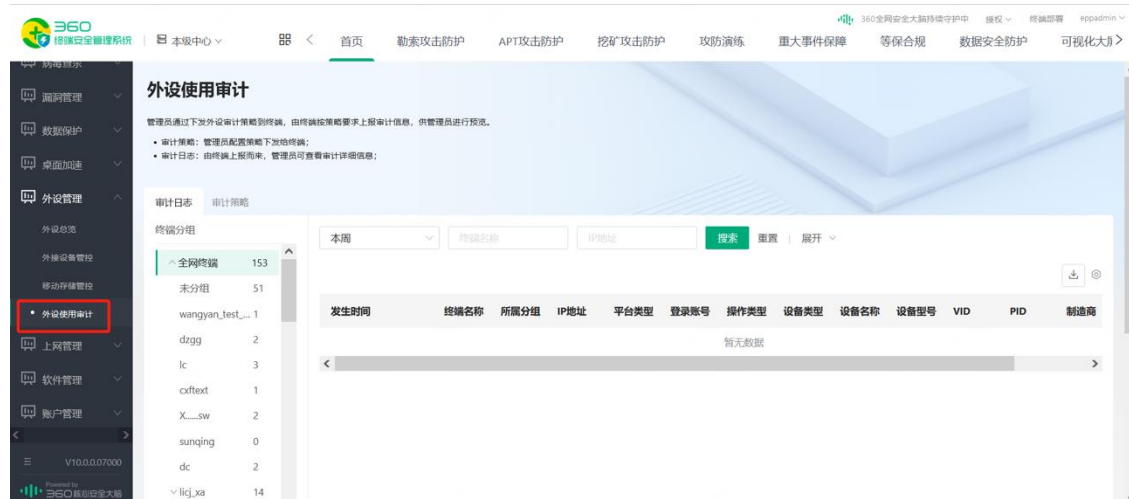 360
终端安全管理系统
本级中心
360全网安全大脑持续守护中 授权 终端部署 eppadmin
首页 勒索攻击防护 APT攻击防护 挖矿攻击防护 攻防演练 重大事件保障 等保合规 数据安全防护 可视化大屏
漏洞管理
数据保护
桌面加速
外设管理
外设总览
外接设备管控
移动存储管控
外设使用审计
上网管理
软件管理
账户管理
V10.0.0.07000
Powered by
360核心安全大脑
外设使用审计
管理员通过下发外设审计策略到终端，由终端按策略要求上报审计信息，供管理员进行预览。
• 审计策略：管理员配置策略下发给终端；
• 审计日志：由终端上报而来，管理员可查看审计详细信息；
审计日志 审计策略
终端分组
全网终端 153
未分组 51
wangyan_test_... 1
dzgg 2
lc 3
cxftext 1
X......sw 2
sunqing 0
dc 2
licj_xa 14
本周 终端名称 IP地址 搜索 重置 展开
发生时间 终端名称 所属分组 IP地址 平台类型 登录账号 操作类型 设备类型 设备名称 设备型号 VID PID 制造商
暂无数据